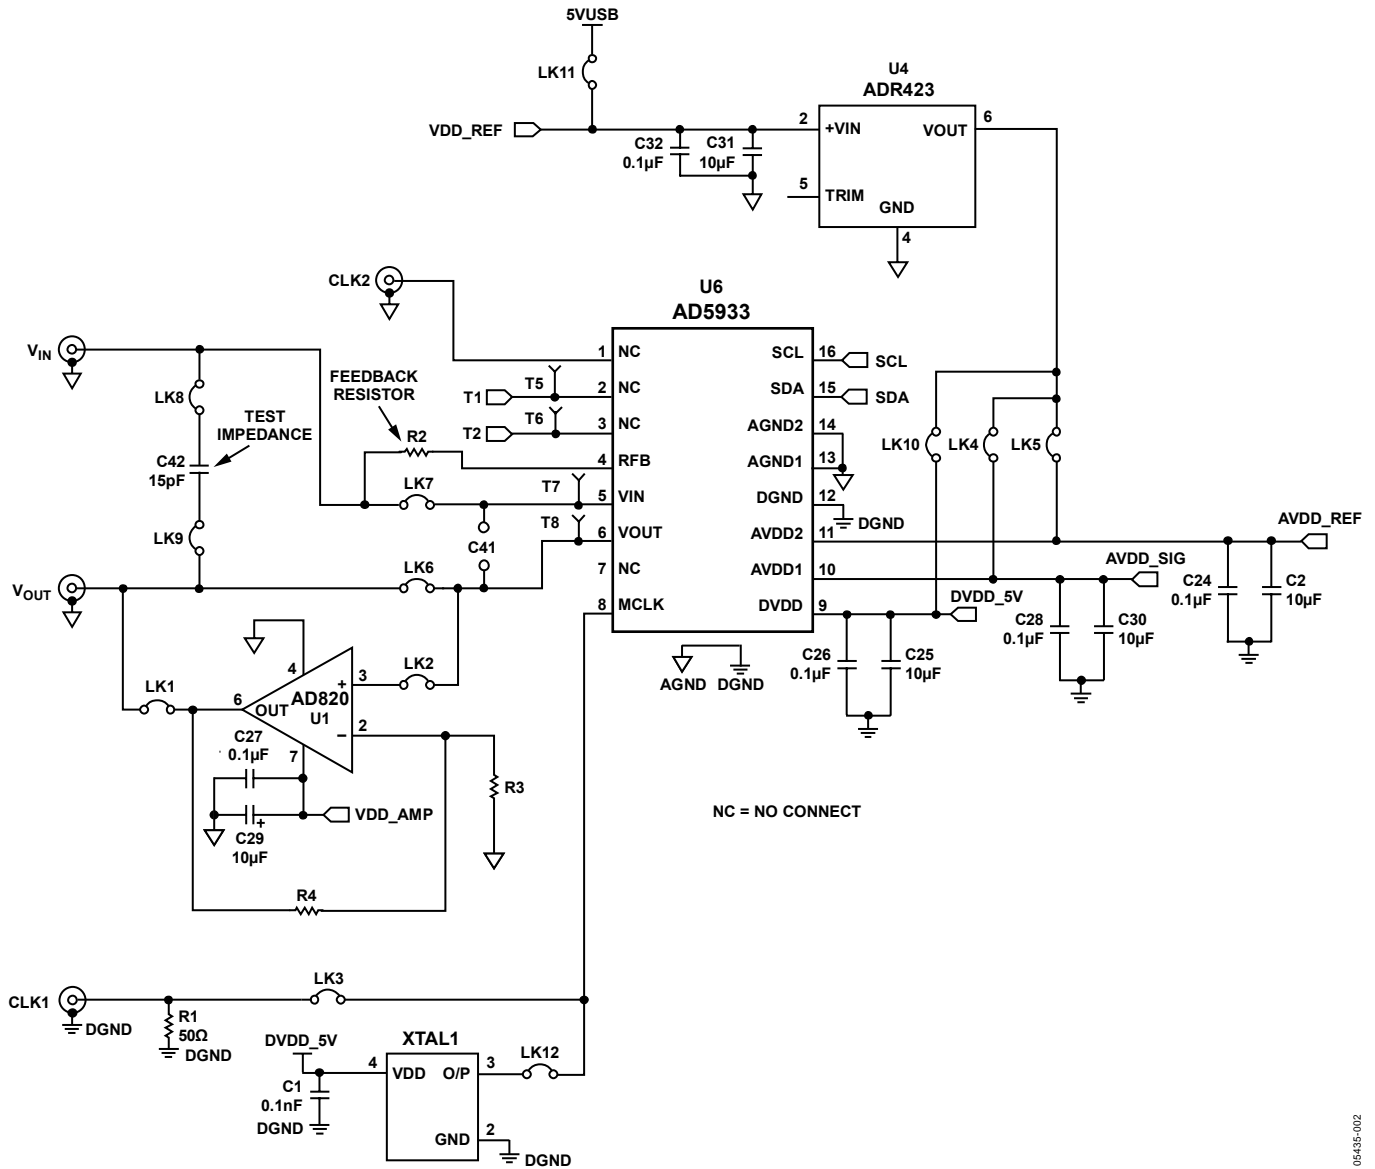 5VUSB
LK11
VDD_REF
C32
0.1µF
C31
10µF
U4
ADR423
2
+VIN
VOUT
6
5
TRIM
GND
4
CLK2
U6
AD5933
VIN
LK8
TEST
IMPEDANCE
C42
15pF
LK9
VOUT
FEEDBACK
RESISTOR
R2
T1
T5
T2
T6
LK7
T7
T8
C41
LK6
1
NC
2
NC
3
NC
4
RFB
5
VIN
6
VOUT
7
NC
8
MCLK
SCL
16
SCL
SDA
15
SDA
AGND2
14
AGND1
13
DGND
12
DGND
AVDD2
11
AVDD1
10
DVDD
9
LK10
LK4
LK5
AVDD_REF
AVDD_SIG
DVDD_5V
C24
0.1µF
C2
10µF
C28
0.1µF
C30
10µF
C26
0.1µF
C25
10µF
AGND
DGND
LK1
4
6
OUT
AD820
U1
+
3
LK2
–
2
7
C27
0.1µF
C29
10µF
+
VDD_AMP
R3
R4
NC = NO CONNECT
CLK1
DGND
R1
50Ω
DGND
LK3
DVDD_5V
C1
0.1nF
DGND
XTAL1
4
VDD
O/P
3
LK12
GND
2
DGND
05435-002